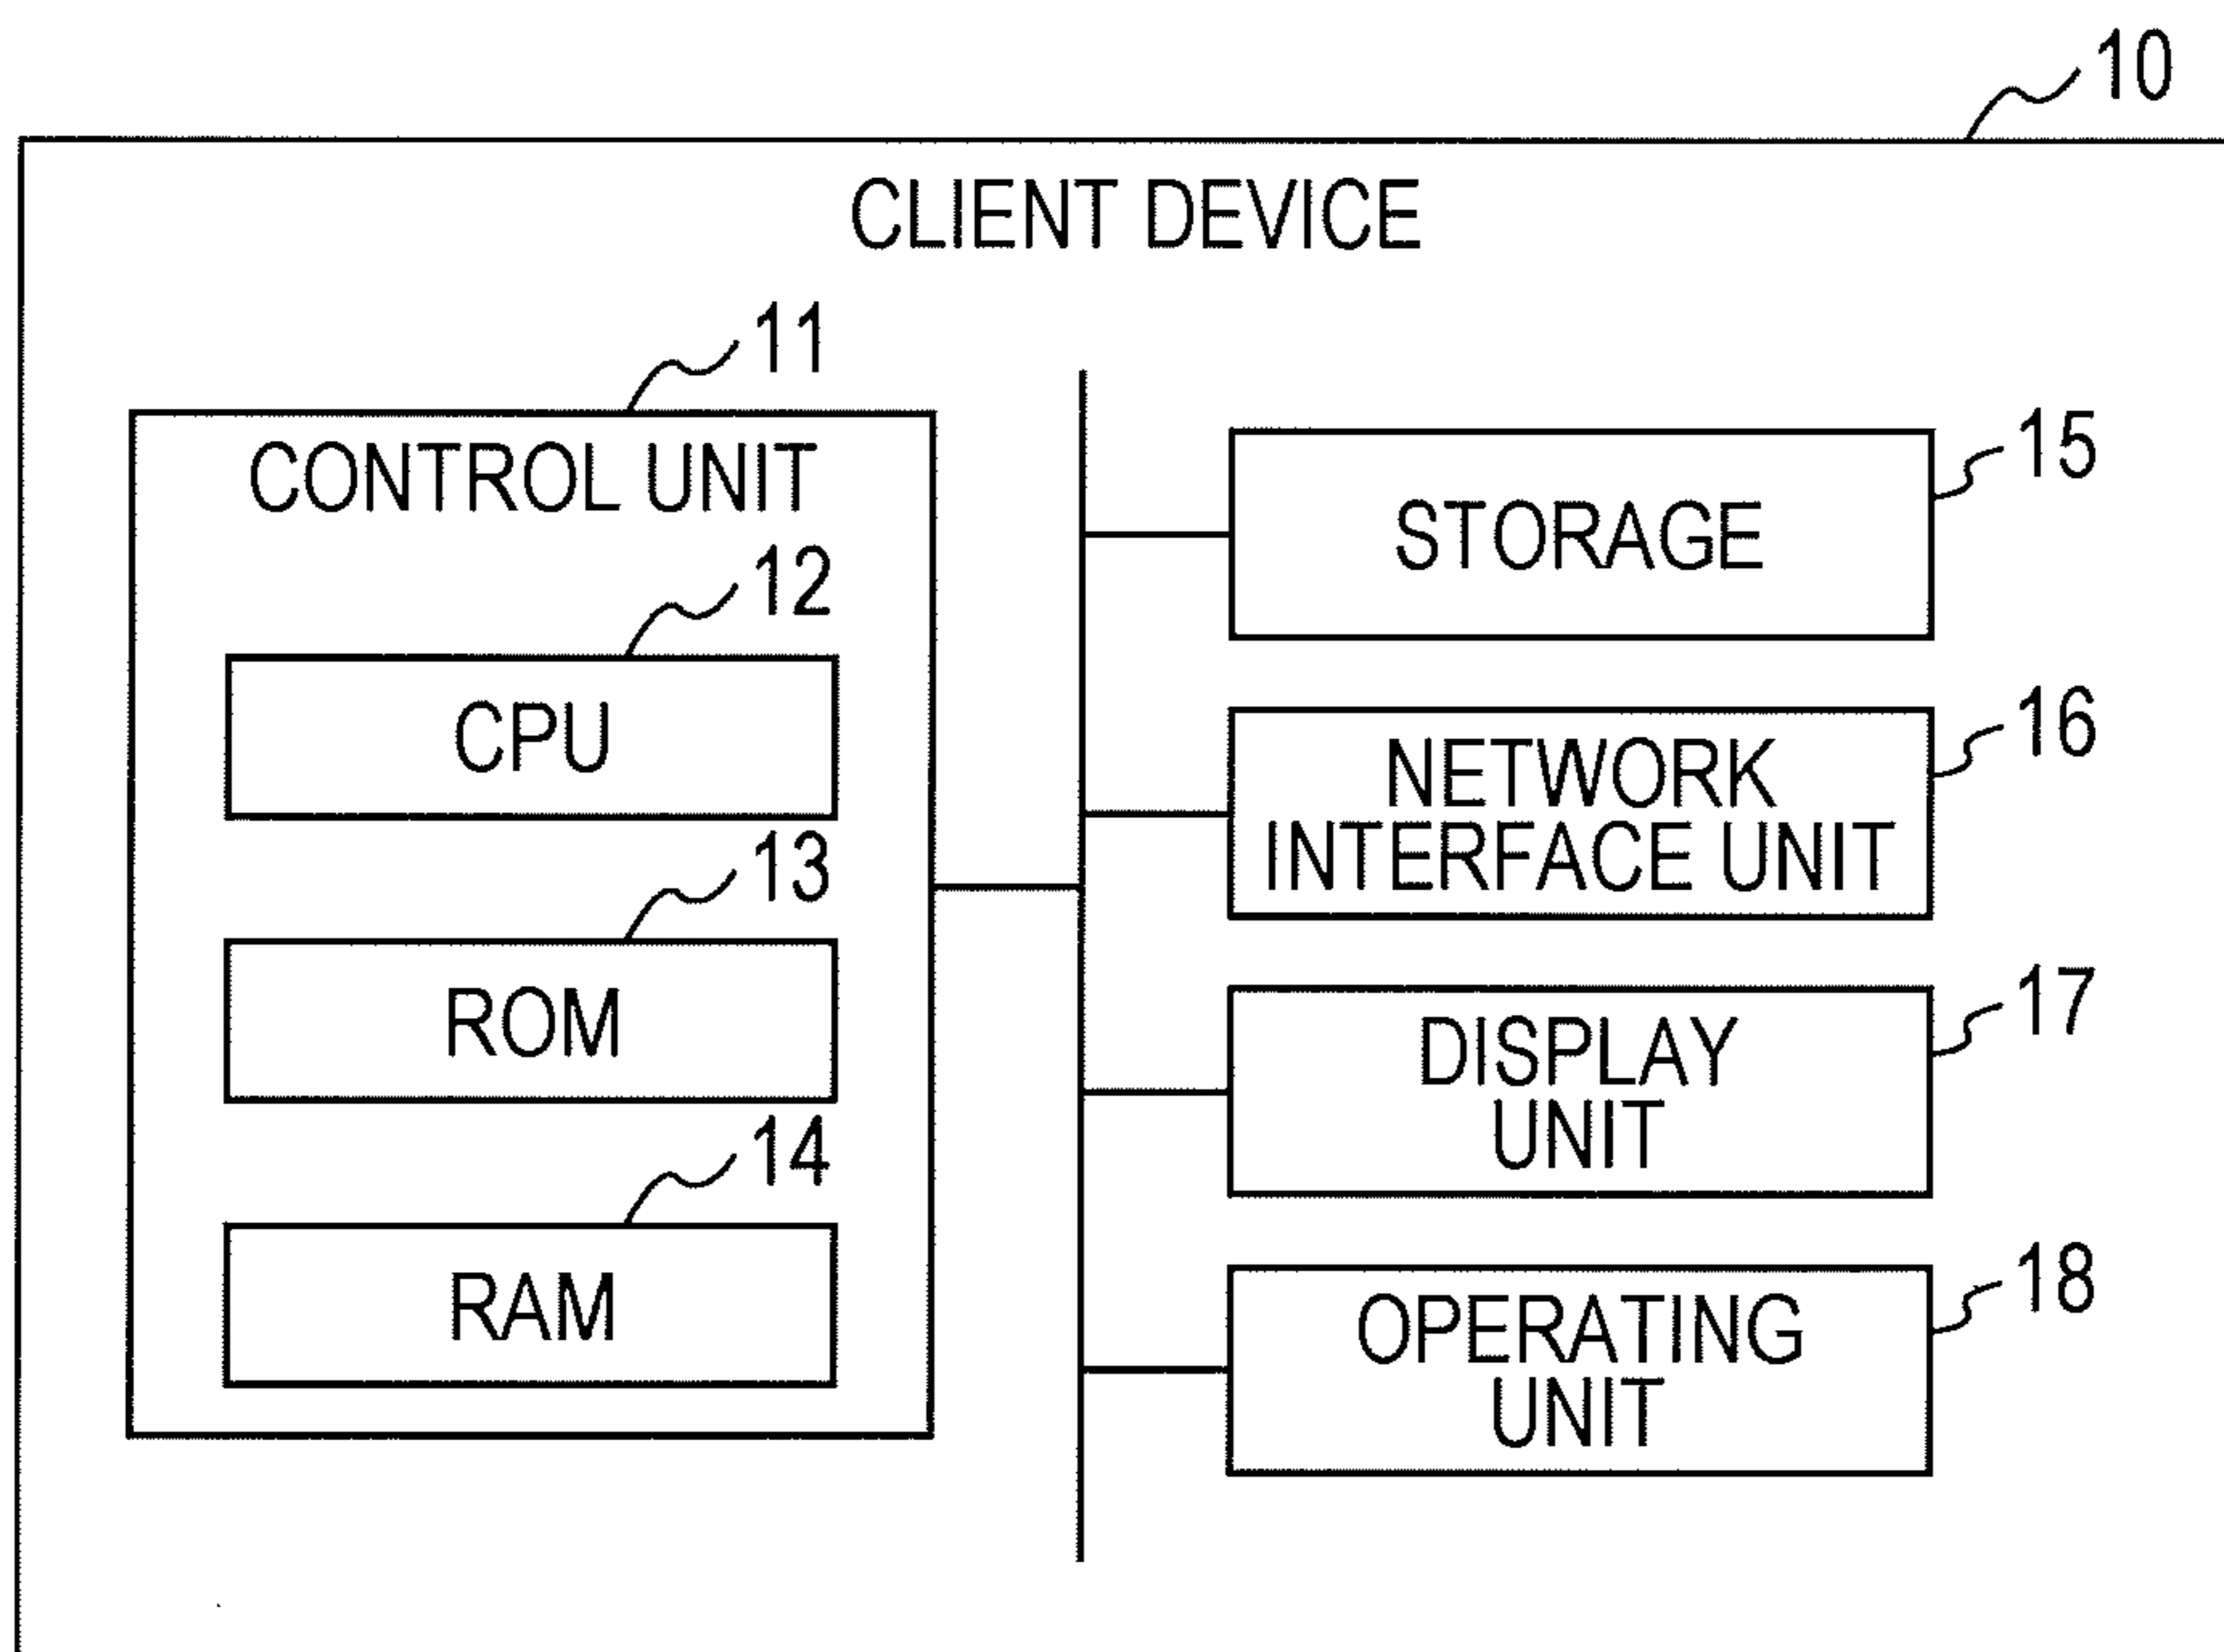 10
CLIENT DEVICE
11
CONTROL UNIT
12
CPU
13
ROM
14
RAM
15
STORAGE
16
NETWORK
INTERFACE UNIT
17
DISPLAY
UNIT
18
OPERATING
UNIT